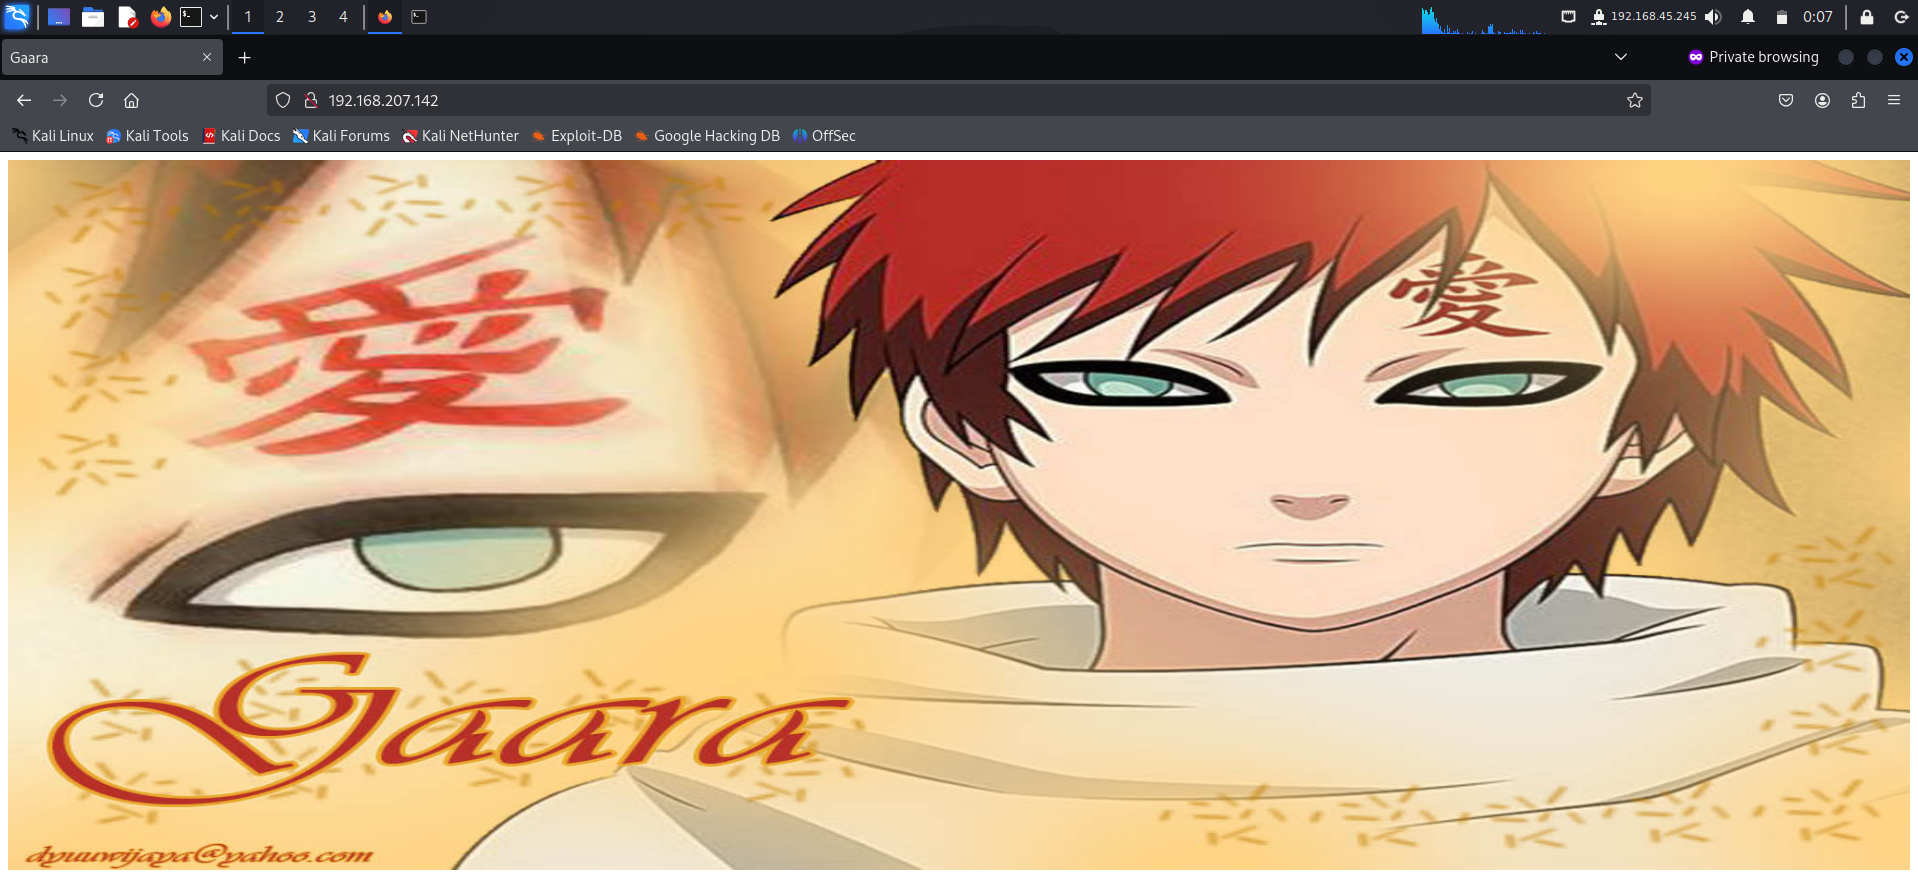 1 2 3 4 192.168.45.245 0:07
Gaara Private browsing
192.168.207.142
Kali Linux Kali Tools Kali Docs Kali Forums Kali NetHunter Exploit-DB Google Hacking DB OffSec
愛
愛
Gaara
dyuuwijaya@yahoo.com